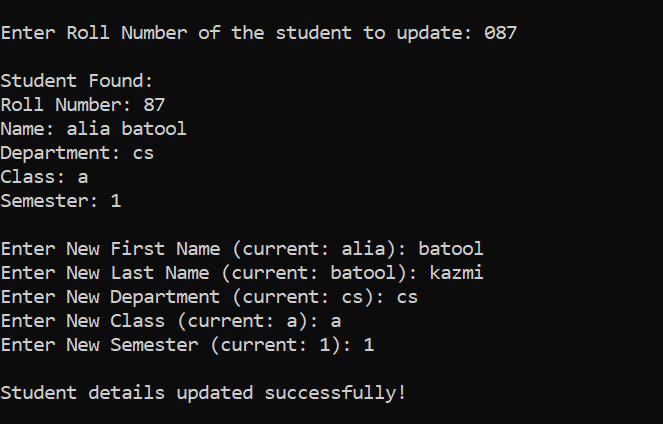 Enter Roll Number of the student to update: 087
Student Found:
Roll Number: 87
Name: alia batool
Department: cs
Class: a
Semester: 1
Enter New First Name (current: alia): batool
Enter New Last Name (current: batool): kazmi
Enter New Department (current: cs): cs
Enter New Class (current: a): a
Enter New Semester (current: 1): 1
Student details updated successfully!